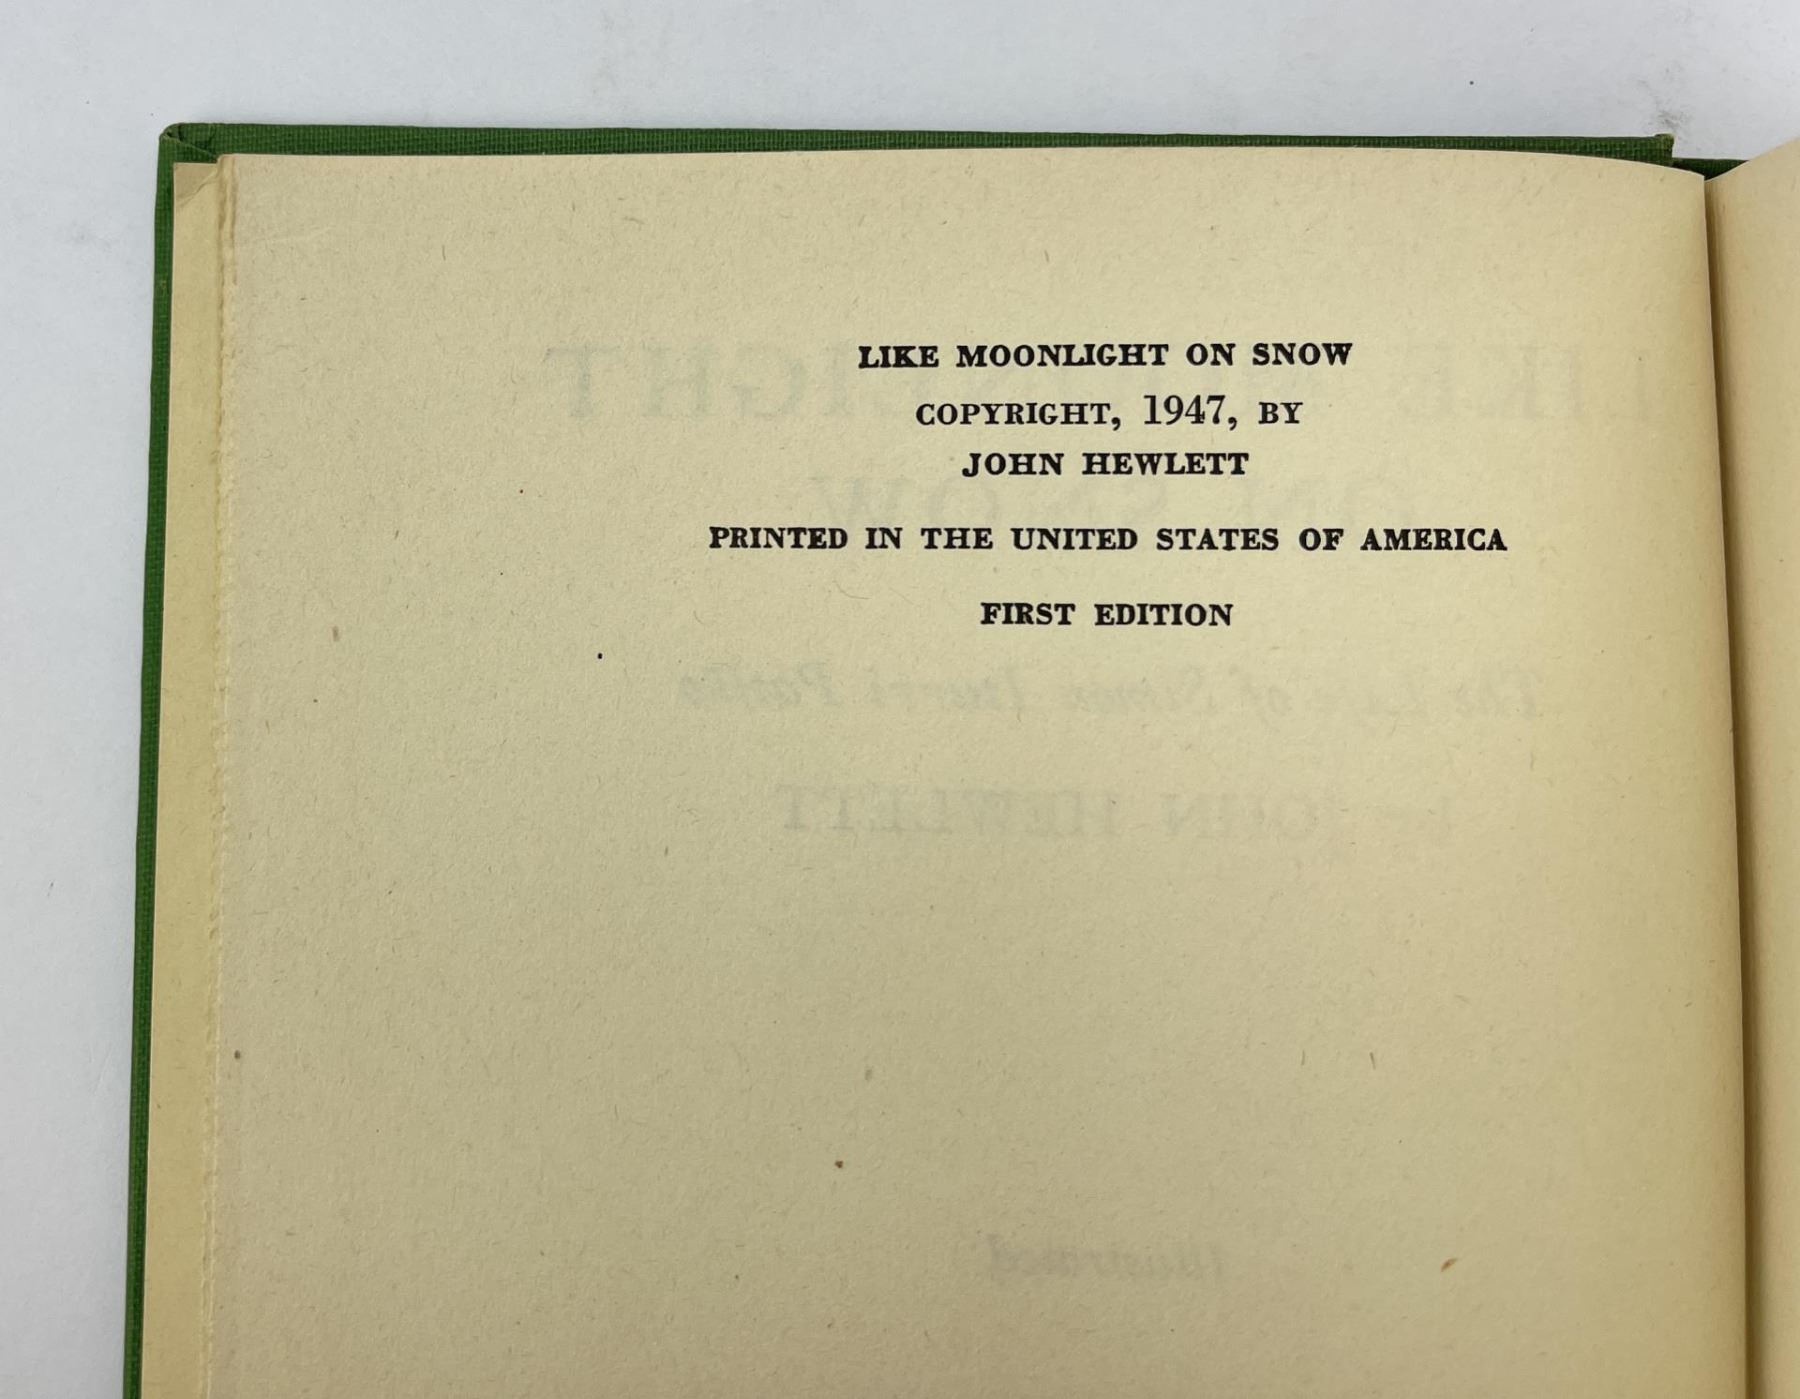 LIKE MOONLIGHT ON SNOW
COPYRIGHT, 1947, BY
JOHN HEWLETT
PRINTED IN THE UNITED STATES OF AMERICA
FIRST EDITION